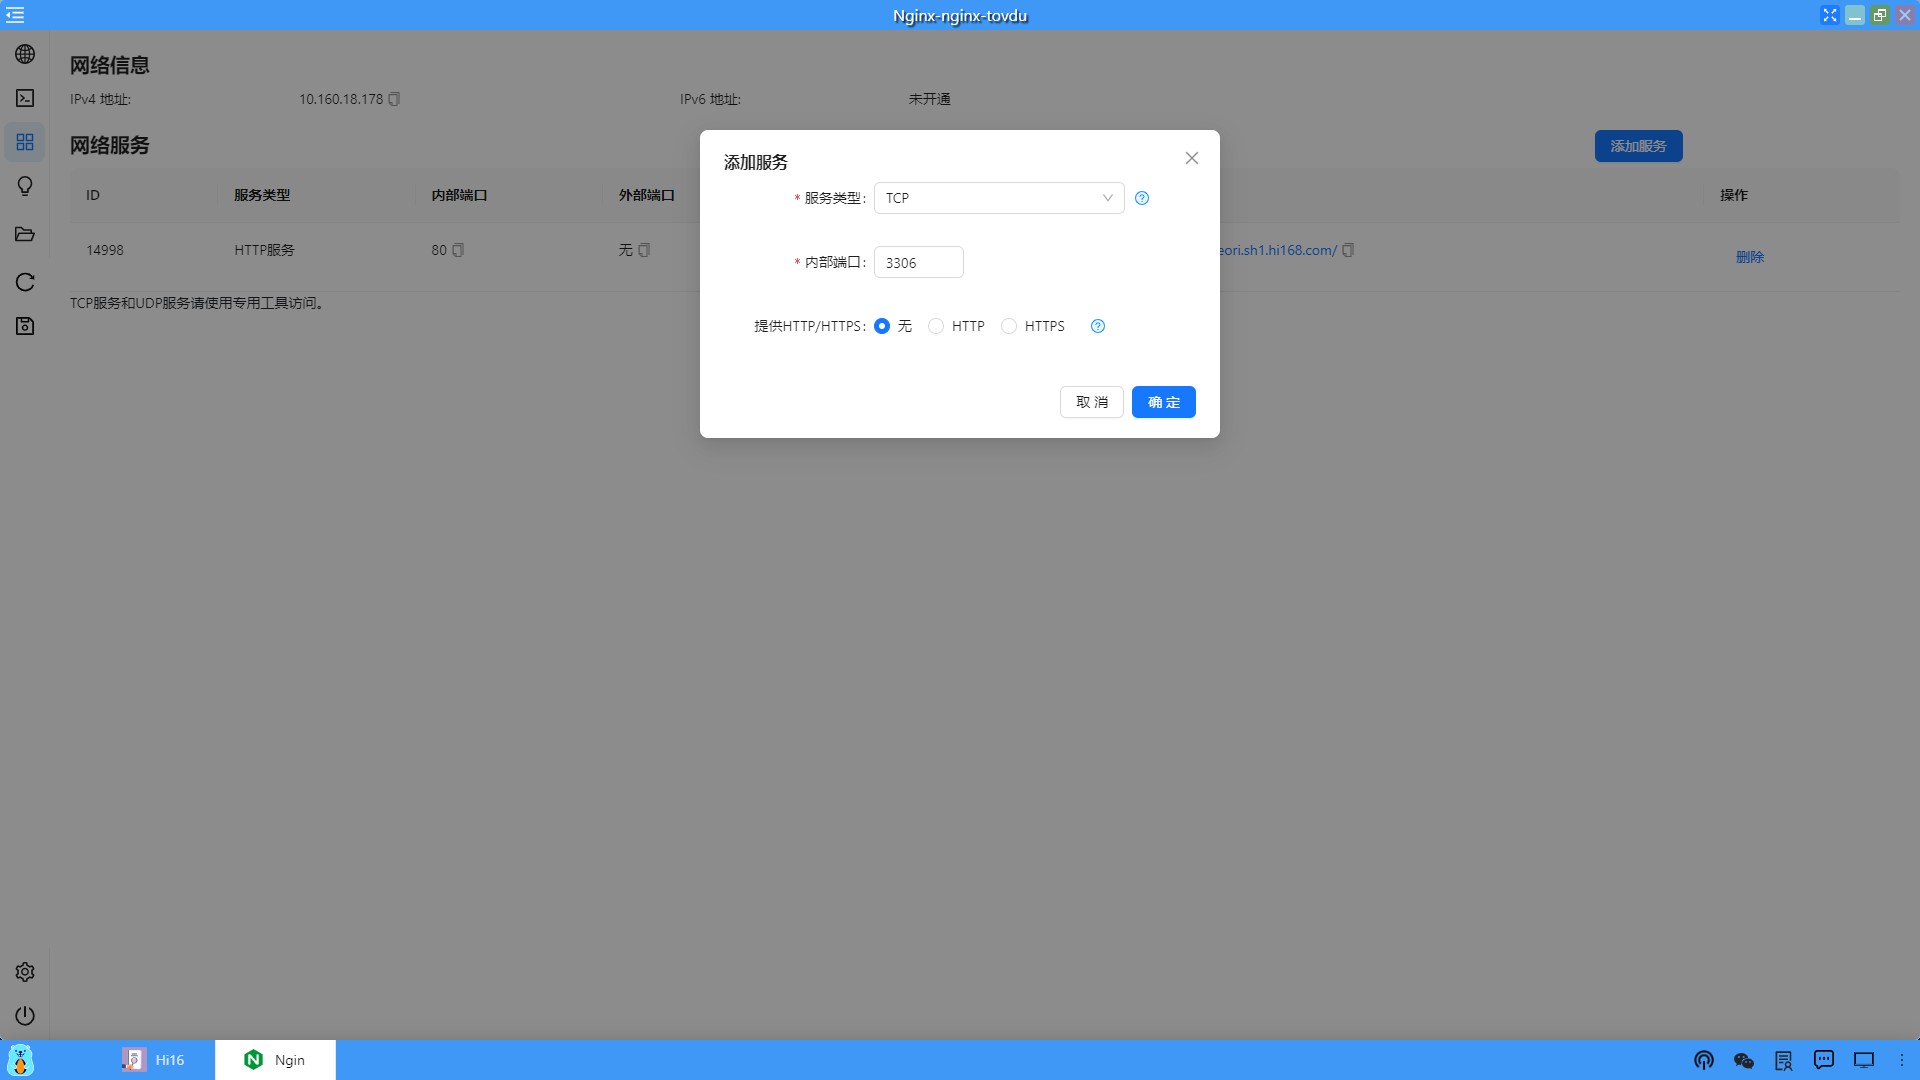 Nginx-nginx-tovdu
网络信息
IPv4 地址: 10.160.18.178 IPv6 地址: 未开通
网络服务 添加服务
ID 服务类型 内部端口 外部端口 操作
14998 HTTP服务 80 无 eori.sh1.hi168.com/ 删除
TCP服务和UDP服务请使用专用工具访问。
添加服务
* 服务类型: TCP
* 内部端口: 3306
提供HTTP/HTTPS: 无 HTTP HTTPS
取 消 确 定
Hi16 Ngin